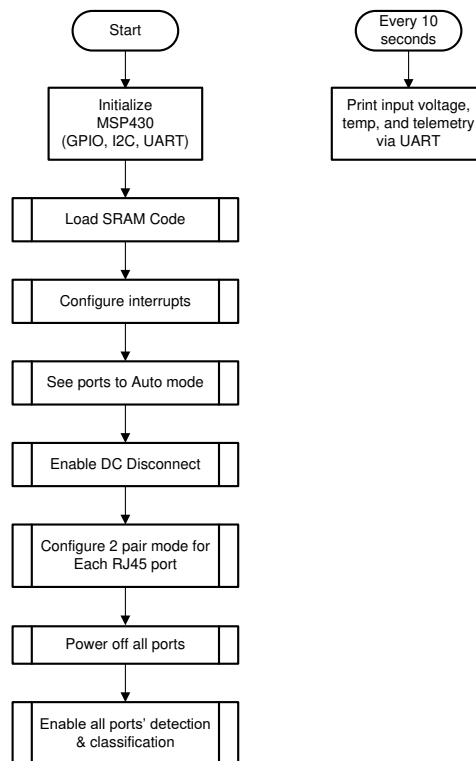 Start
Initialize
MSP430
(GPIO, I2C, UART)
Load SRAM Code
Configure interrupts
See ports to Auto mode
Enable DC Disconnect
Configure 2 pair mode for
Each RJ45 port
Power off all ports
Enable all ports' detection
& classification
Every 10
seconds
Print input voltage,
temp, and telemetry
via UART